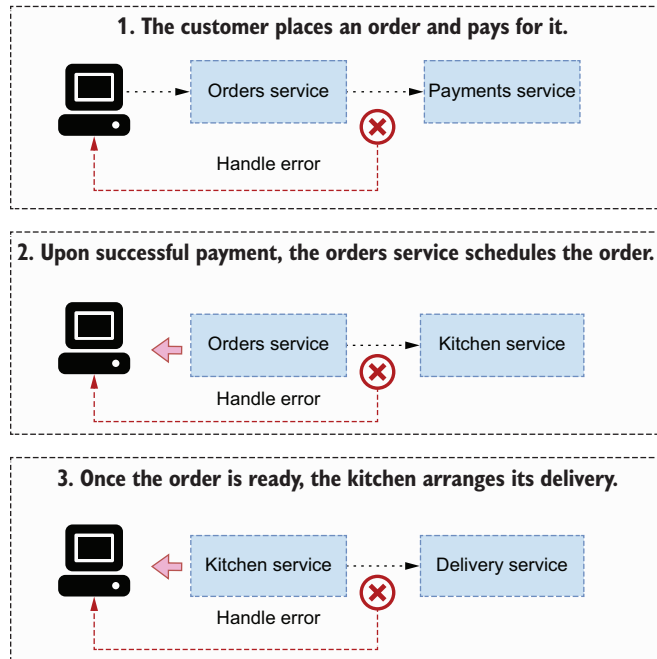 1. The customer places an order and pays for it.
Orders service
Payments service
Handle error
2. Upon successful payment, the orders service schedules the order.
Orders service
Kitchen service
Handle error
3. Once the order is ready, the kitchen arranges its delivery.
Kitchen service
Delivery service
Handle error